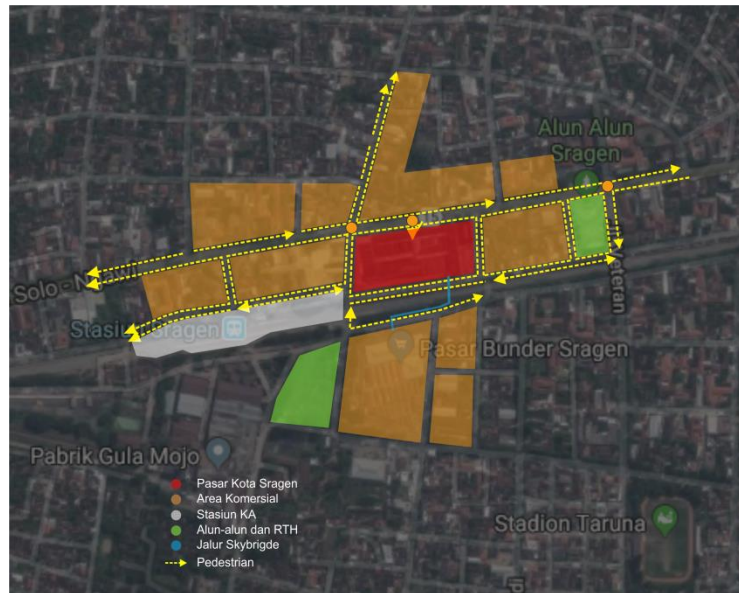 Alun Alun
Sragen
Solo - Ngawi
Veteran
Stasiun Sragen
Pasar Bunder Sragen
Pabrik Gula Mojo
Pasar Kota Sragen
Area Komersial
Stasiun KA
Alun-alun dan RTH
Jalur Skybrigde
Pedestrian
Stadion Taruna